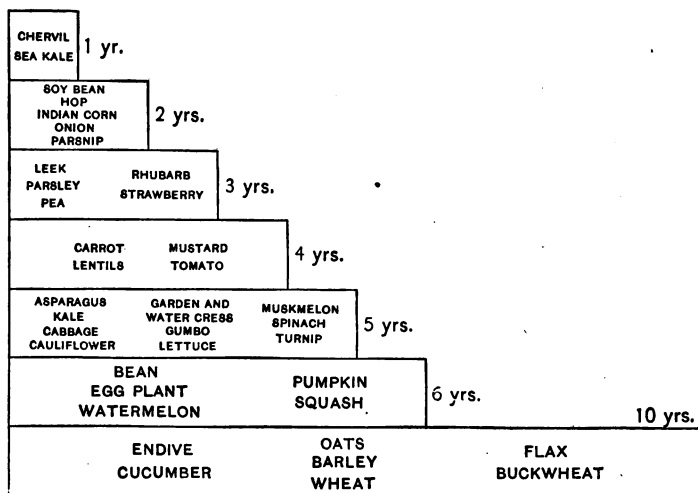 CHERVIL
SEA KALE
1 yr.
SOY BEAN
HOP
INDIAN CORN
ONION
PARSNIP
2 yrs.
LEEK
PARSLEY
PEA
RHUBARB
STRAWBERRY
3 yrs.
CARROT
LENTILS
MUSTARD
TOMATO
4 yrs.
ASPARAGUS
KALE
CABBAGE
CAULIFLOWER
GARDEN AND
WATER CRESS
GUMBO
LETTUCE
MUSKMELON
SPINACH
TURNIP
5 yrs.
BEAN
EGG PLANT
WATERMELON
PUMPKIN
SQUASH
6 yrs.
10 yrs.
ENDIVE
CUCUMBER
OATS
BARLEY
WHEAT
FLAX
BUCKWHEAT